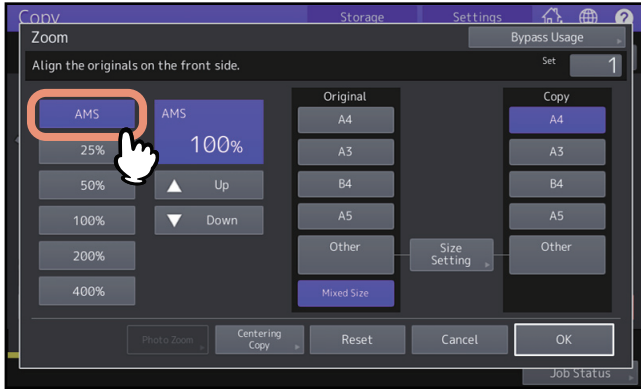 Copy
Storage
Settings
Zoom
Bypass Usage
Align the originals on the front side.
Set
1
AMS
25%
50%
100%
200%
400%
AMS
100%
Up
Down
Original
A4
A3
B4
A5
Other
Mixed Size
Size
Setting
Copy
A4
A3
B4
A5
Other
Photo Zoom
Centering
Copy
Reset
Cancel
OK
Job Status